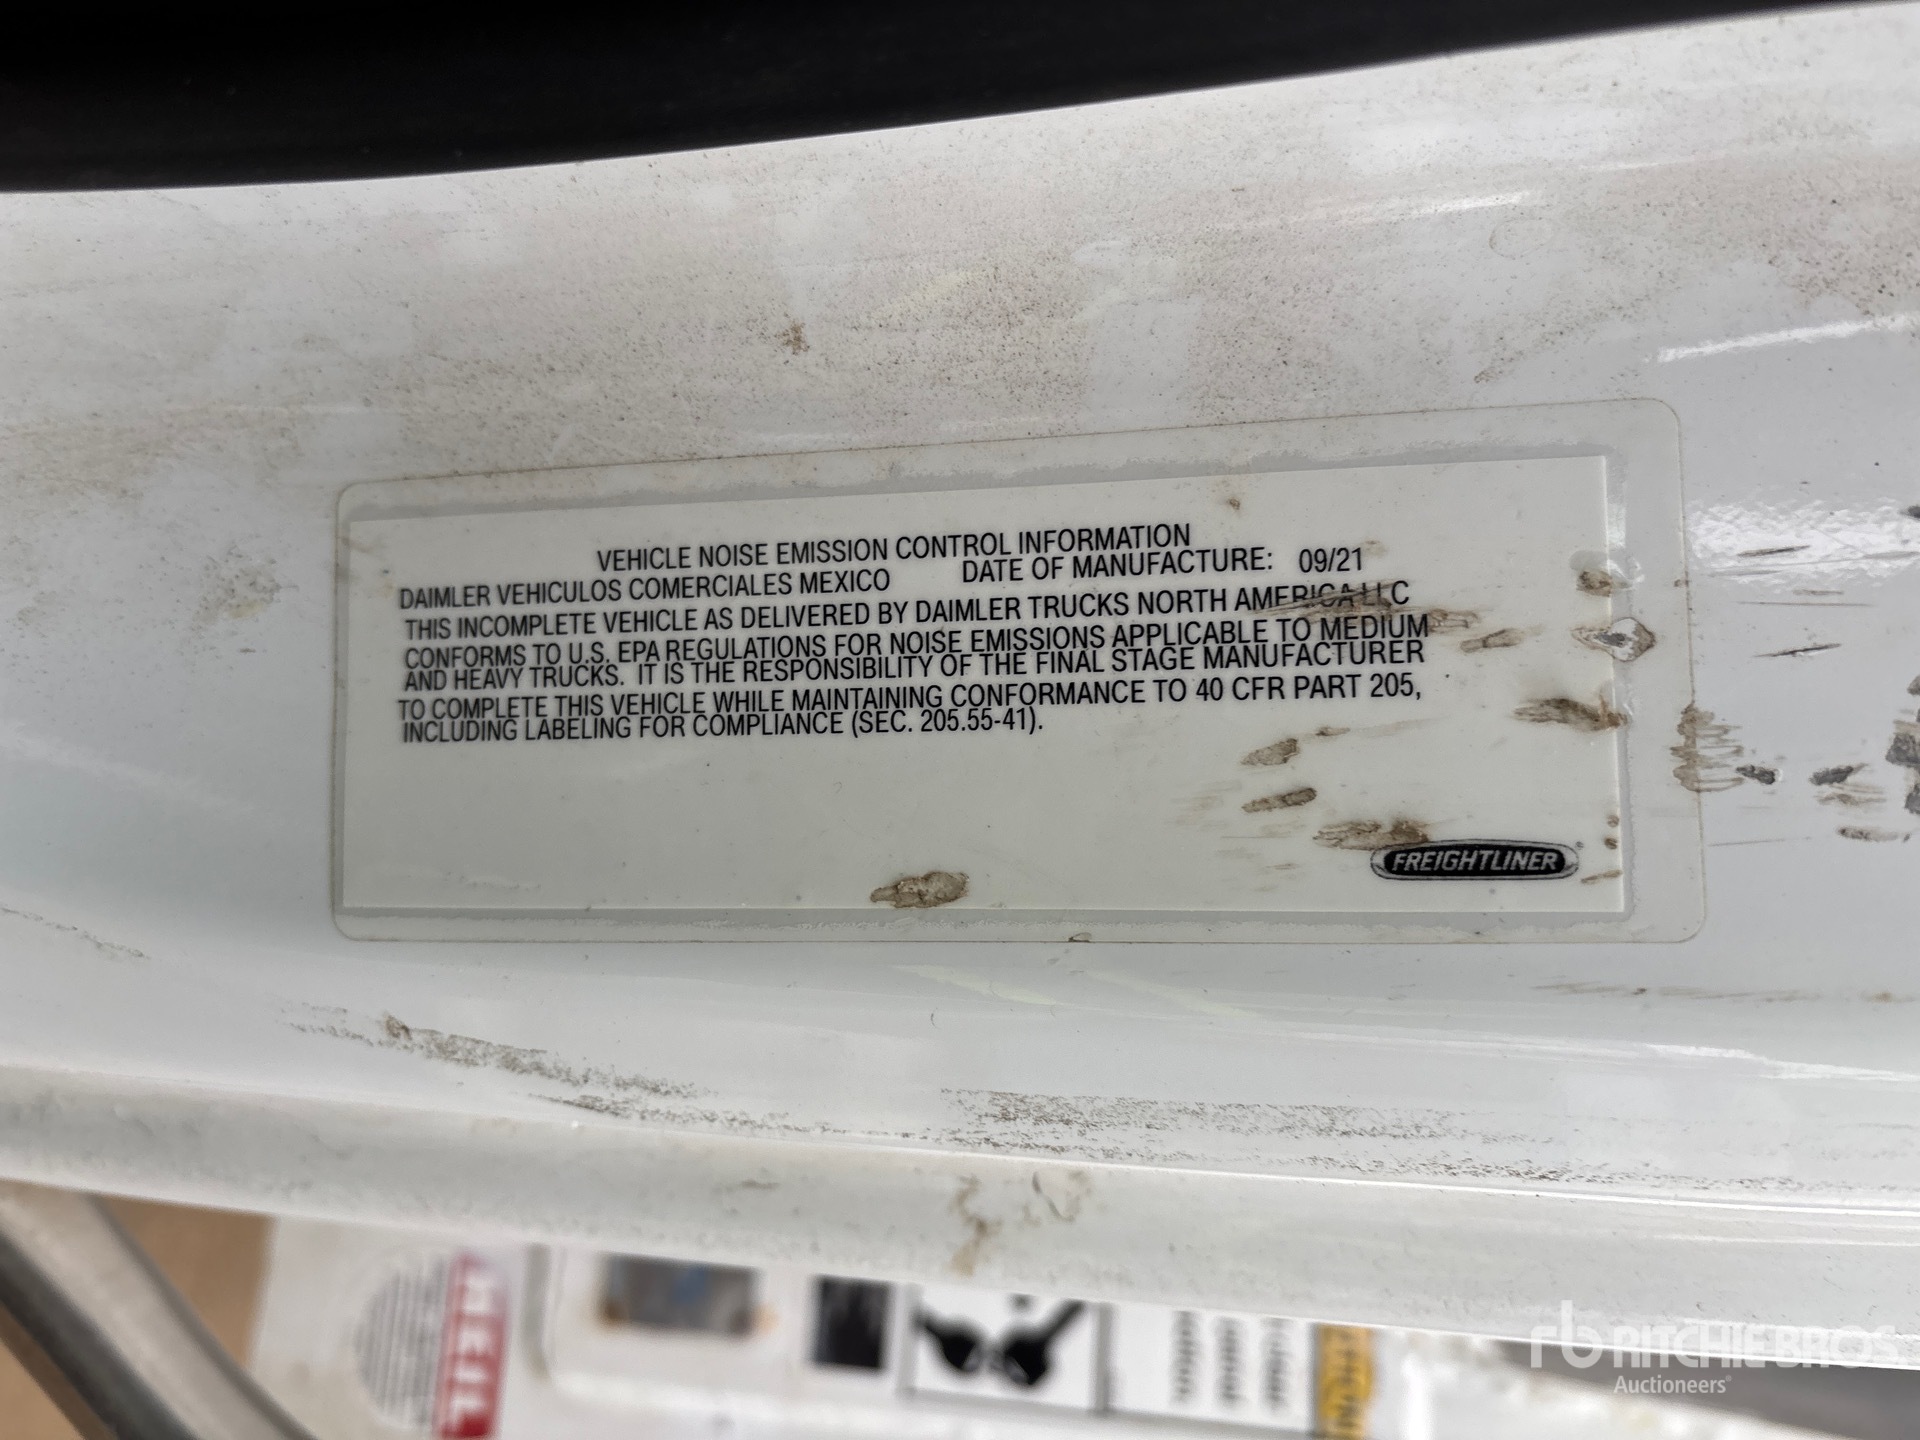 VEHICLE NOISE EMISSION CONTROL INFORMATION
DAIMLER VEHICULOS COMERCIALES MEXICO DATE OF MANUFACTURE: 09/21
THIS INCOMPLETE VEHICLE AS DELIVERED BY DAIMLER TRUCKS NORTH AMERICA LLC
CONFORMS TO U.S. EPA REGULATIONS FOR NOISE EMISSIONS APPLICABLE TO MEDIUM
AND HEAVY TRUCKS. IT IS THE RESPONSIBILITY OF THE FINAL STAGE MANUFACTURER
TO COMPLETE THIS VEHICLE WHILE MAINTAINING CONFORMANCE TO 40 CFR PART 205,
INCLUDING LABELING FOR COMPLIANCE (SEC. 205.55-41).
FREIGHTLINER
HEIL
rb RITCHIE BROS.
Auctioneers